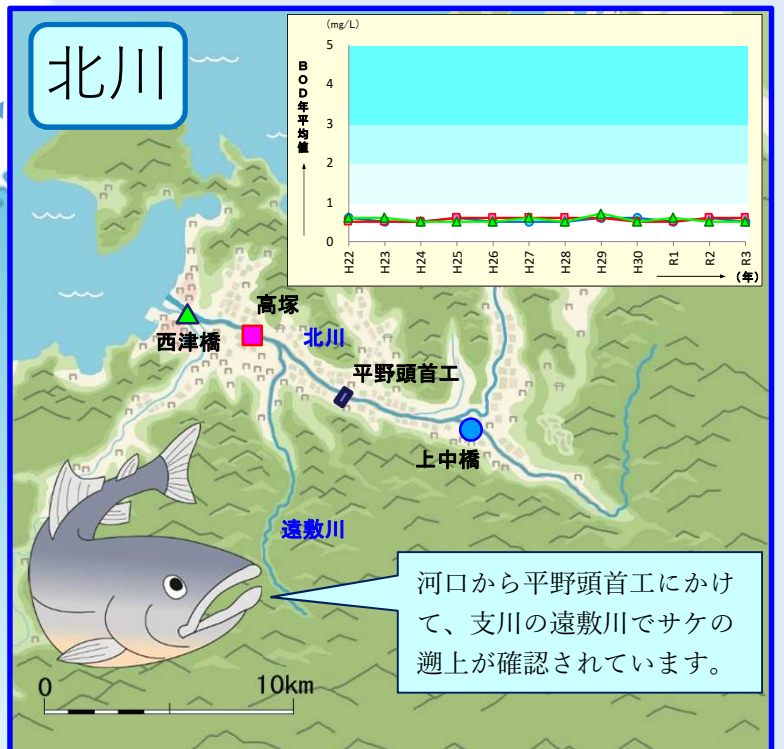 北川
(mg/L)
5
4
3
2
1
0
BOD年平均値
H22
H23
H24
H25
H26
H27
H28
H29
H30
R1
R2
R3
(年)
高塚
西津橋
北川
平野頭首工
上中橋
遠敷川
河口から平野頭首工にかけ
て、支川の遠敷川でサケの
遡上が確認されています。
0
10km